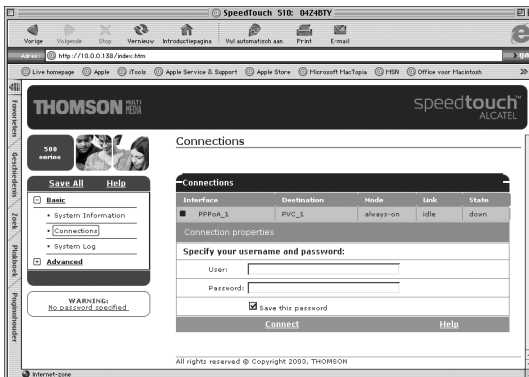 SpeedTouch 510: 04Z4BTY
Vorige Volgende Stop Vernieuw Introductiepagina Vul automatisch aan Print E-mail
Adres: http://10.0.0.138/index.htm
Live homepage Apple iTools Apple Service & Support Apple Store Microsoft MacTopia MSN Office voor Macintosh
Favorieten
Geschiedenis
Zoek
Plakboek
Paginahouder
THOMSON MULTI MEDIA
speedtouch™
ALCATEL
500 series
Save All Help
Basic
System Information
Connections
System Log
Advanced
WARNING:
No password specified
Connections
Connections
Interface Destination Mode Link State
PPPoA_1 PVC_1 always-on idle down
Connection properties
Specify your username and password:
User:
Password:
Save this password
Connect Help
All rights reserved © Copyright 2003, THOMSON
Internet-zone